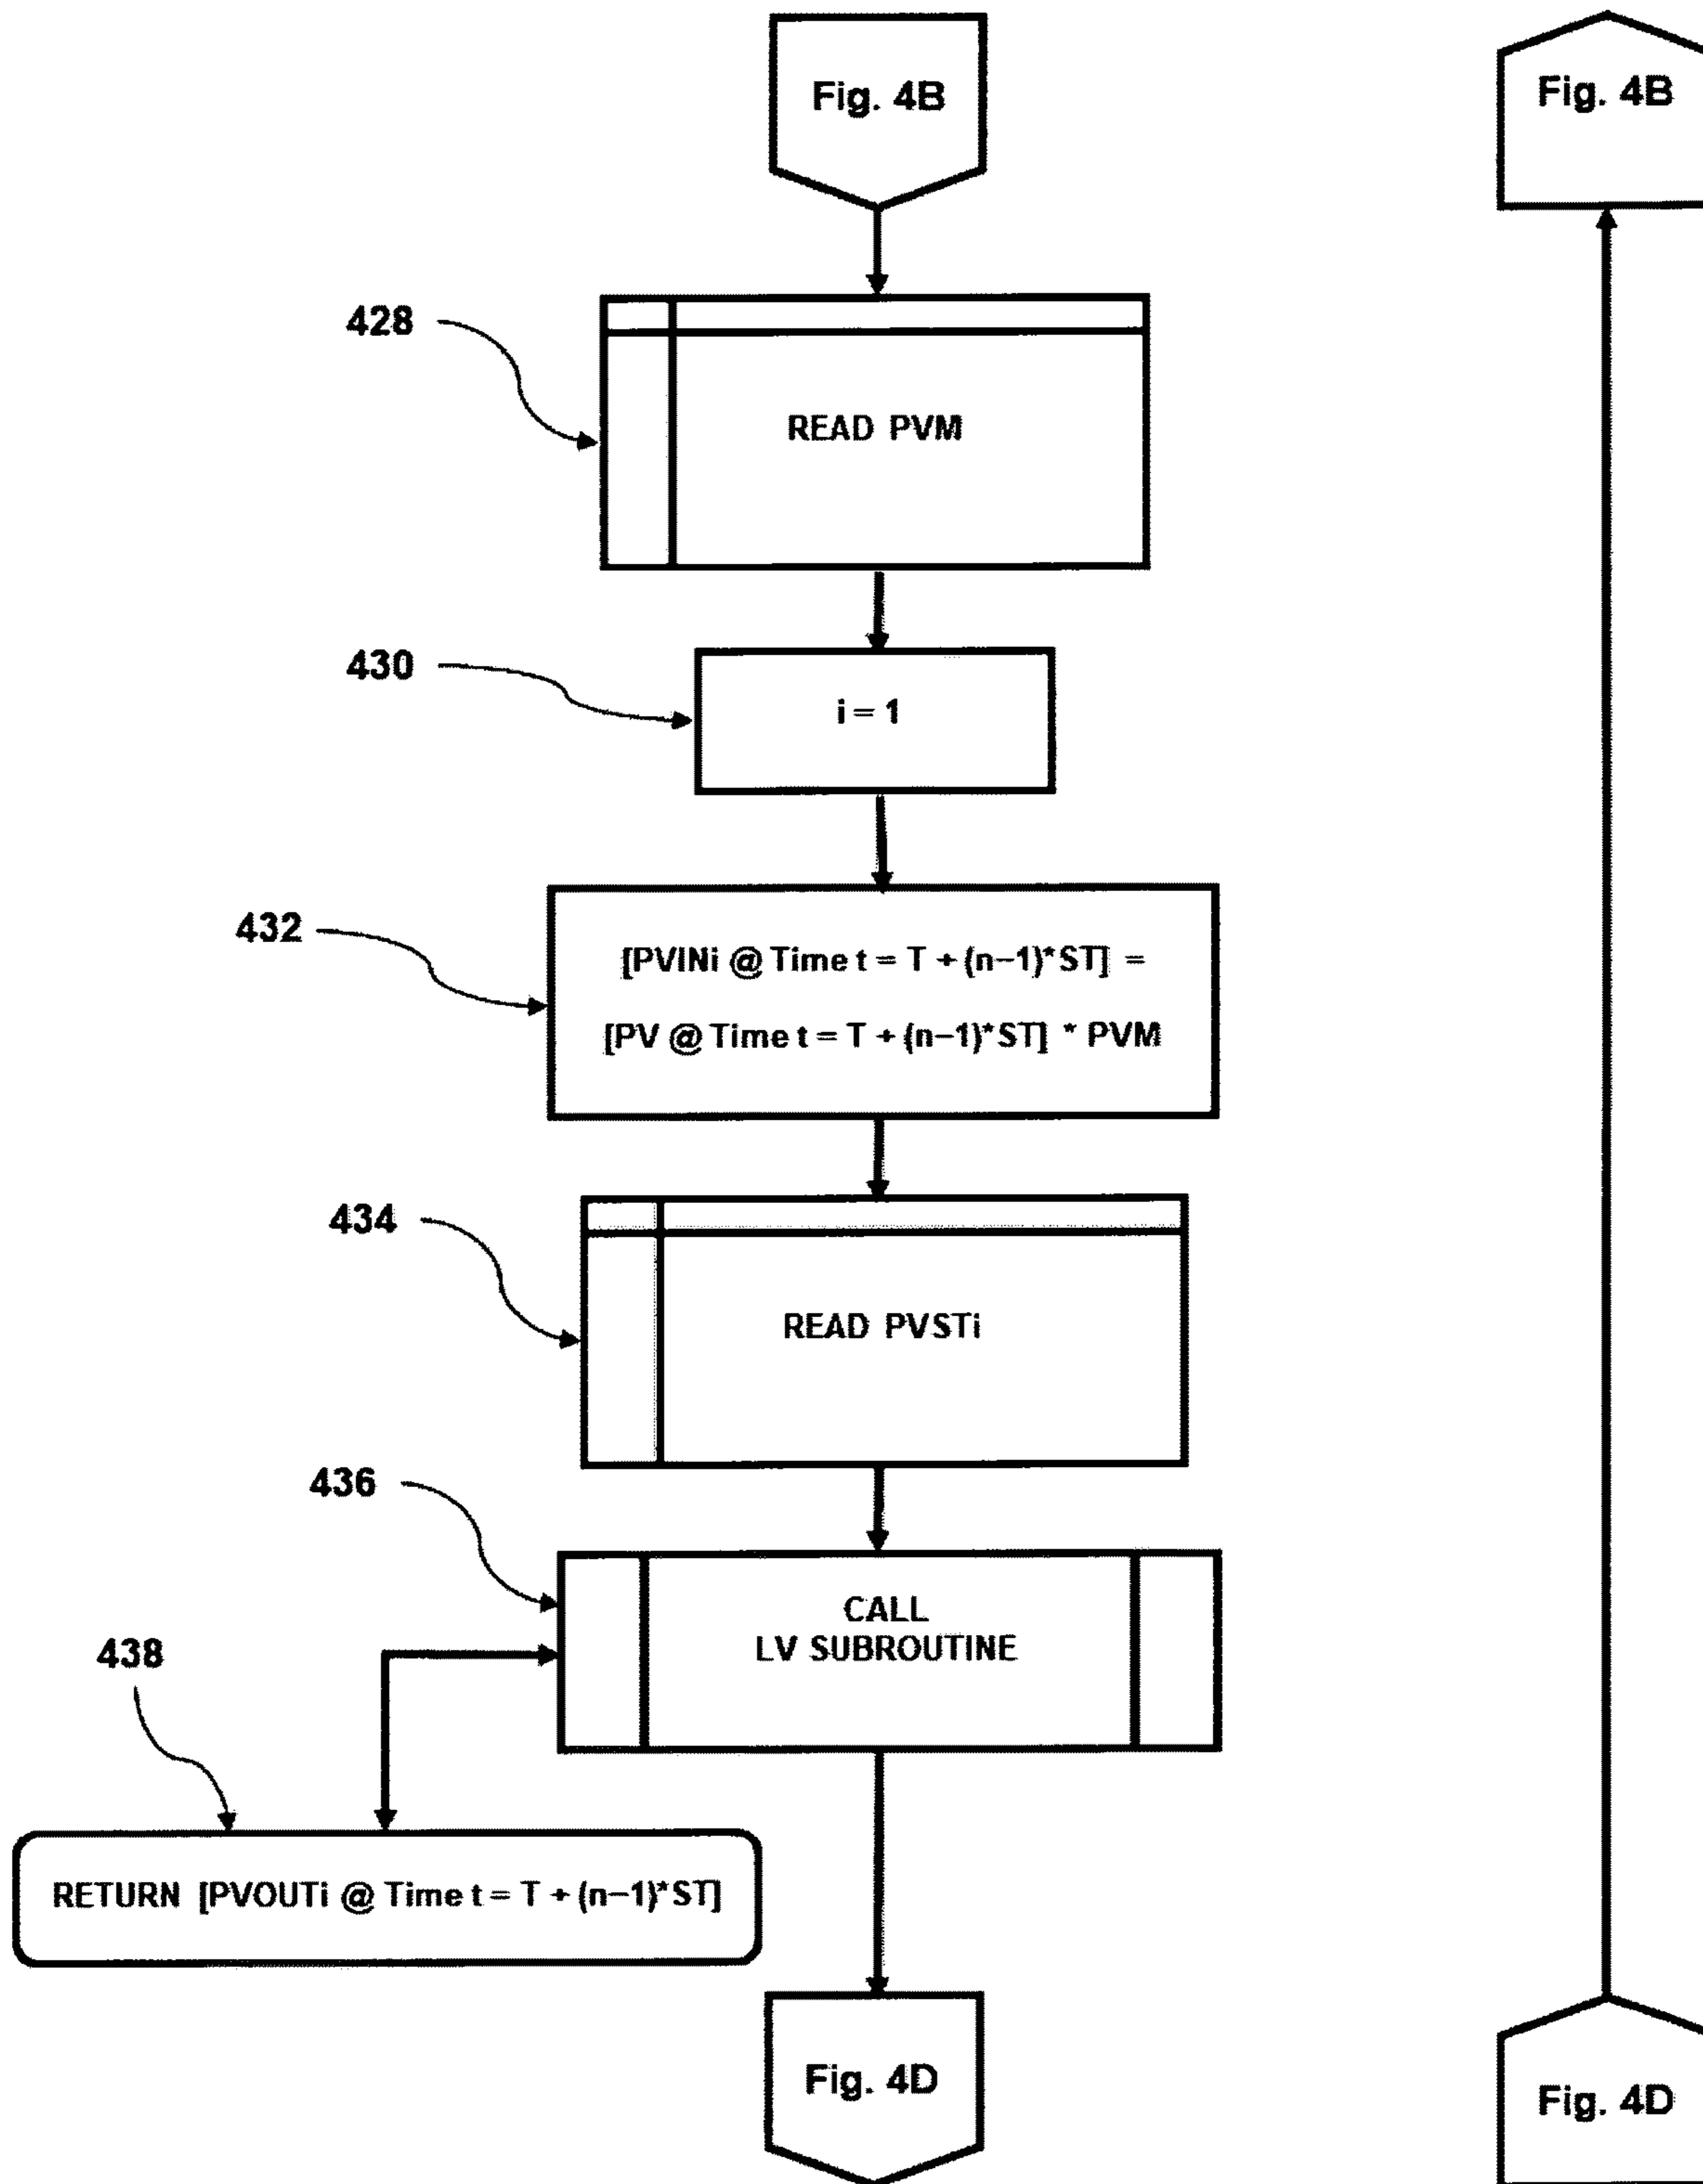 Fig. 4B
Fig. 4B
428
READ PVM
430
i = 1
432
[PVINi @ Time t = T + (n−1)*ST] =
[PV @ Time t = T + (n−1)*ST] * PVM
434
READ PVSTi
436
CALL
LV SUBROUTINE
438
RETURN [PVOUTi @ Time t = T + (n−1)*ST]
Fig. 4D
Fig. 4D